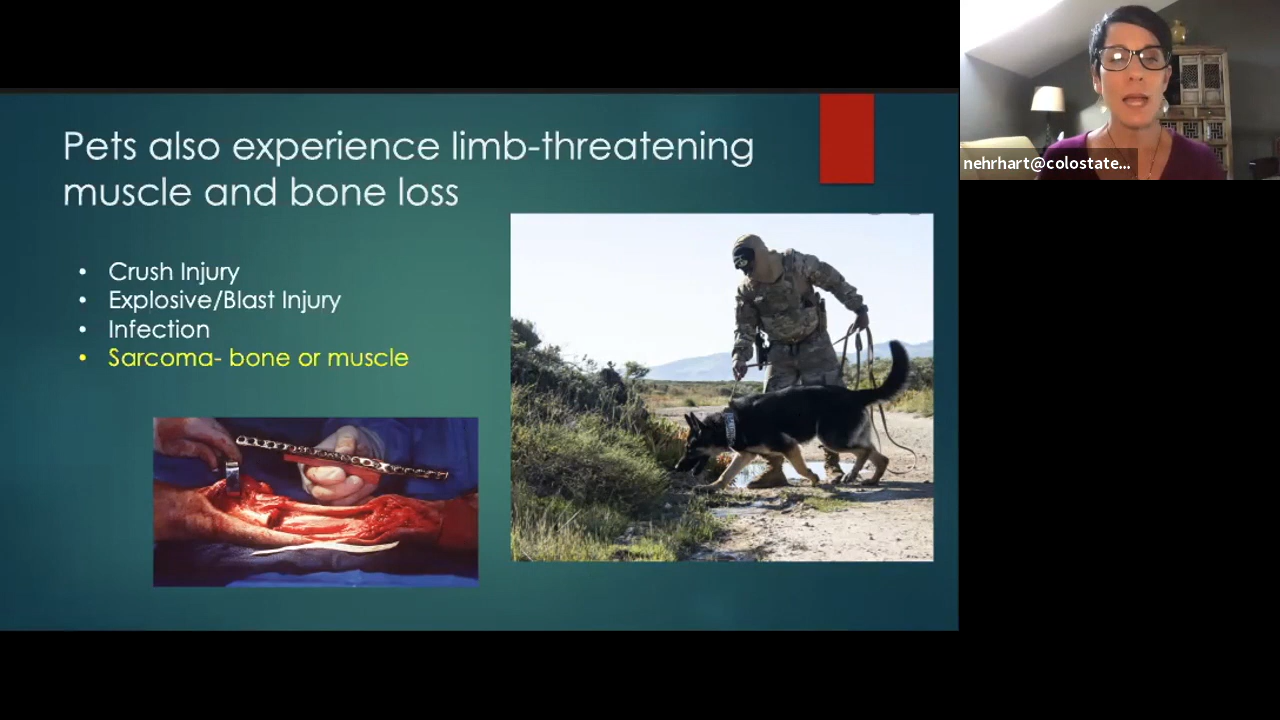 Pets also experience limb-threatening
muscle and bone loss
• Crush Injury
• Explosive/Blast Injury
• Infection
• Sarcoma- bone or muscle
nehrhart@colostate...